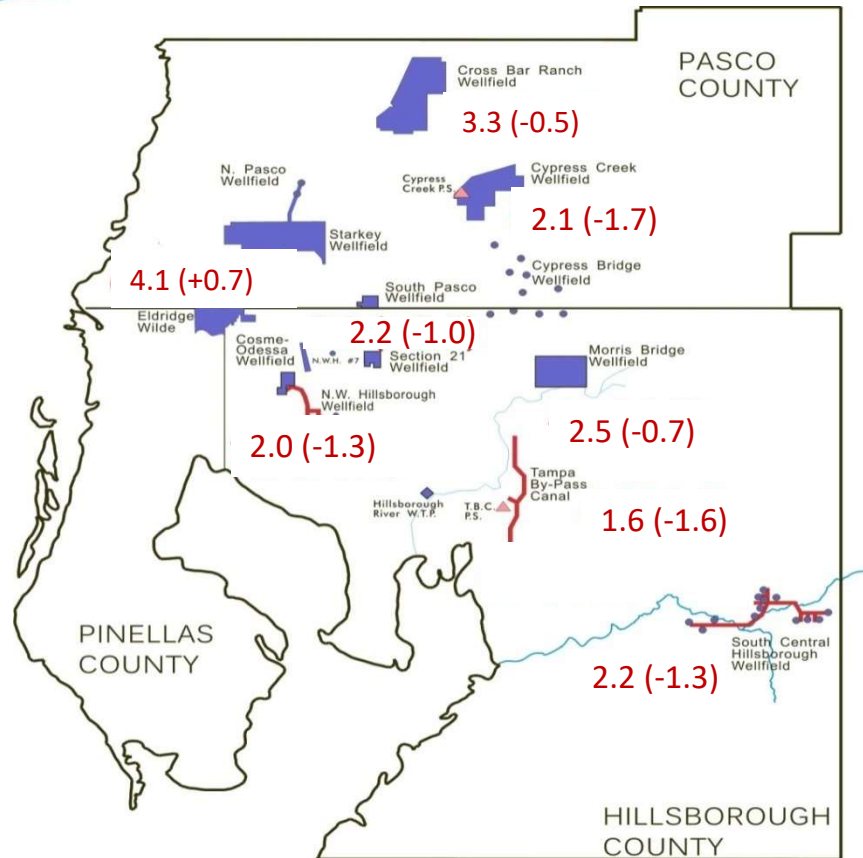 PASCO
COUNTY
Cross Bar Ranch
Wellfield
3.3 (-0.5)
N. Pasco
Wellfield
Cypress
Creek P.S.
Cypress Creek
Wellfield
2.1 (-1.7)
Starkey
Wellfield
4.1 (+0.7)
Cypress Bridge
Wellfield
South Pasco
Wellfield
Eldridge
Wilde
2.2 (-1.0)
Cosme-
Odessa
Wellfield
N.W.H. #7
Section 21
Wellfield
Morris Bridge
Wellfield
N.W. Hillsborough
Wellfield
2.0 (-1.3)
2.5 (-0.7)
Tampa
By-Pass
Canal
Hillsborough
River W.T.P.
T.B.C.
P.S.
1.6 (-1.6)
PINELLAS
COUNTY
South Central
Hillsborough
Wellfield
2.2 (-1.3)
HILLSBOROUGH
COUNTY